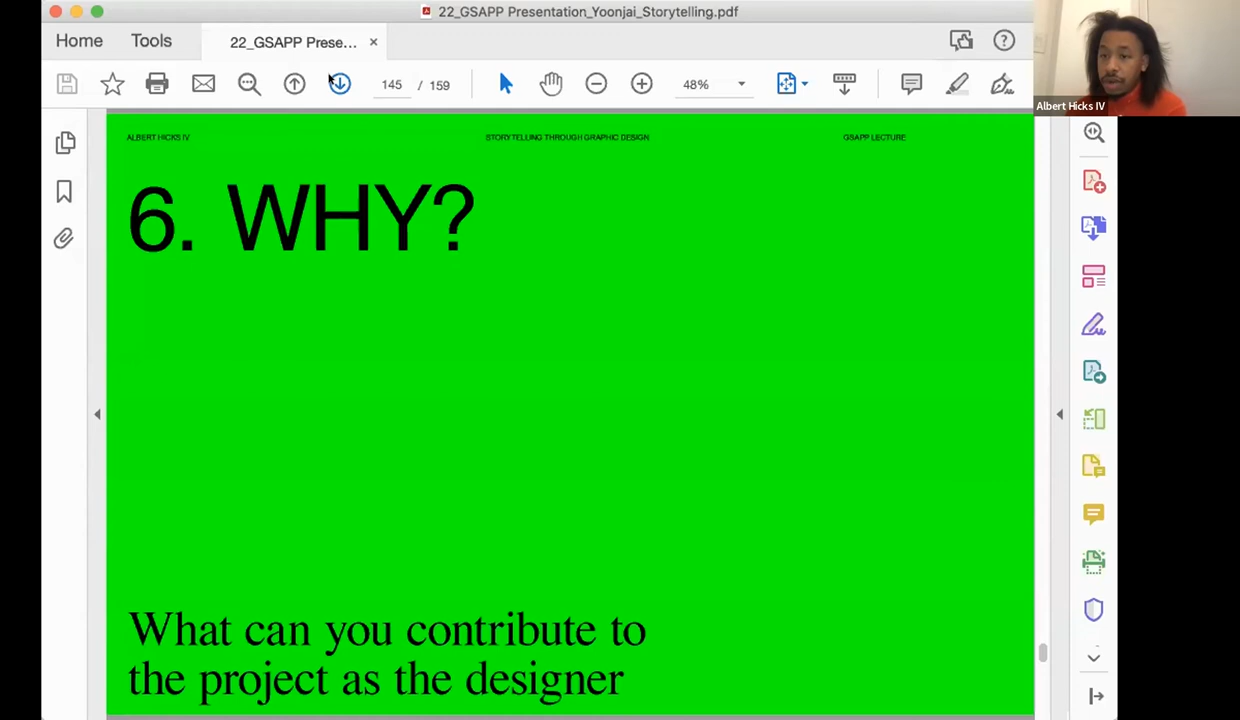 22_GSAPP Presentation_Yoonjai_Storytelling.pdf
Home Tools 22_GSAPP Prese... ×
145 / 159 48%
Albert Hicks IV
ALBERT HICKS IV STORYTELLING THROUGH GRAPHIC DESIGN GSAPP LECTURE
6. WHY?
What can you contribute to
the project as the designer